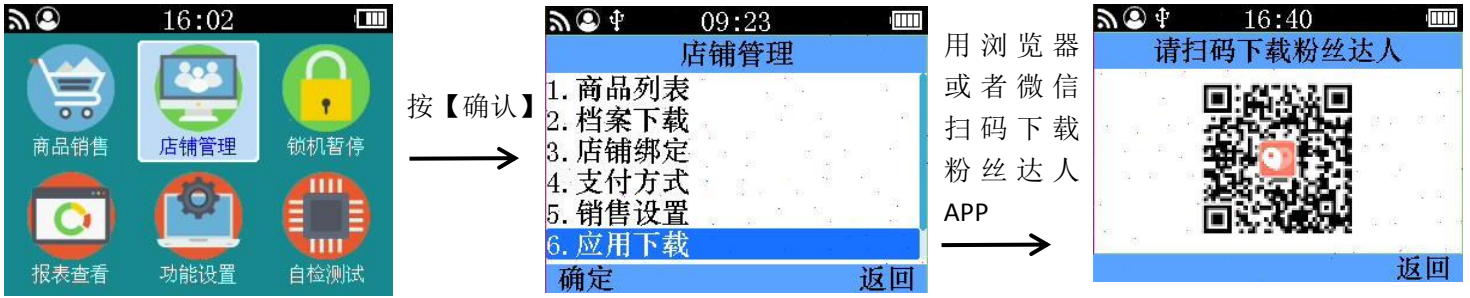 16:02
商品销售 店铺管理 锁机暂停
报表查看 功能设置 自检测试
按【确认】
09:23
店铺管理
1.商品列表
2.档案下载
3.店铺绑定
4.支付方式
5.销售设置
6.应用下载
确定 返回
用浏览器
或者微信
扫码下载
粉丝达人
APP
16:40
请扫码下载粉丝达人
返回